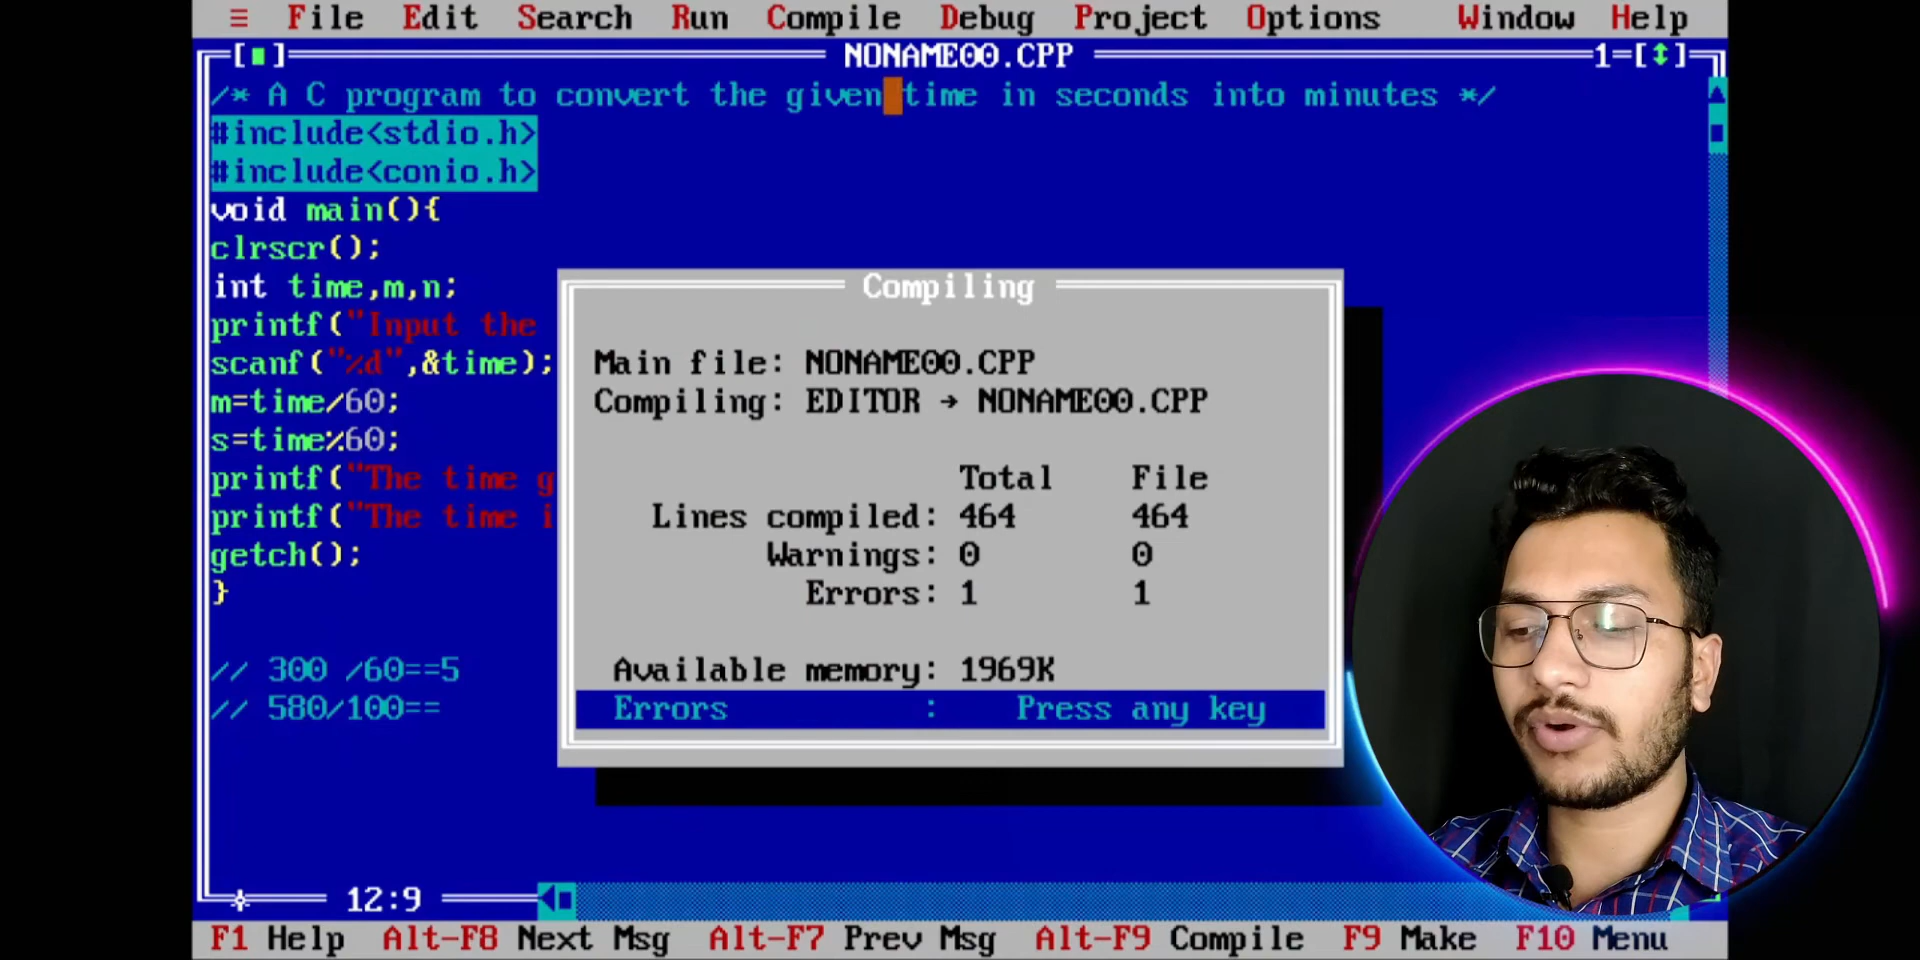 ≡ File Edit Search Run Compile Debug Project Options Window Help
NONAME00.CPP 1
/* A C program to convert the given time in seconds into minutes */
#include<stdio.h>
#include<conio.h>
void main(){
clrscr();
int time,m,n;
printf("Input the
scanf("%d",&time);
m=time/60;
s=time%60;
printf("The time g
printf("The time i
getch();
}
// 300 /60==5
// 580/100==
Compiling
Main file: NONAME00.CPP
Compiling: EDITOR → NONAME00.CPP
Total File
Lines compiled: 464 464
Warnings: 0 0
Errors: 1 1
Available memory: 1969K
Errors : Press any key
12:9
F1 Help Alt-F8 Next Msg Alt-F7 Prev Msg Alt-F9 Compile F9 Make F10 Menu